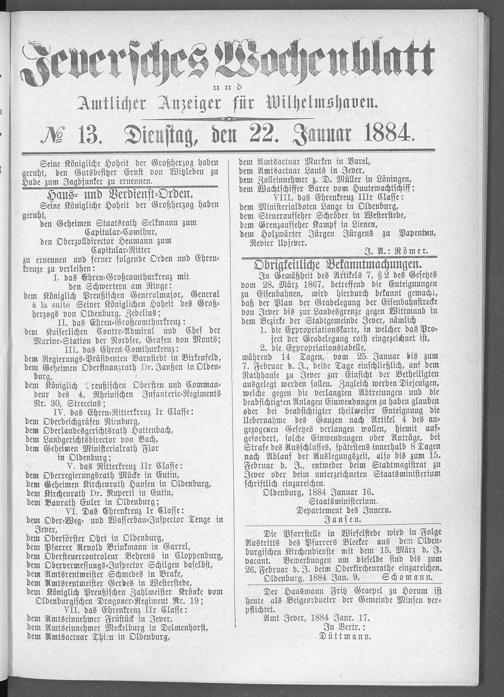 Jeversches Wochenblatt
und
Amtlicher Anzeiger für Wilhelmshaven.
№ 13. Dienstag, den 22. Januar 1884.
Seine Königliche Hoheit der Großherzog haben
geruht, den Gutsbesitzer Ernst von Witzleben zu
Hude zum Jagdjunker zu ernennen.
Haus- und Verdienst-Orden.
Seine Königliche Hoheit der Großherzog haben
geruht,
den Geheimen Staatsrath Selkmann zum
Capitular-Comthur,
den Oberzolldirector Heumann zum
Capitular-Ritter
zu ernennen und ferner folgende Orden und Ehren-
kreuze zu verleihen:
I. das Ehren-Großcomthurkreuz mit
den Schwertern am Ringe:
dem Königlich Preußischen Generalmajor, General
à la suite Seiner Königlichen Hoheit des Groß-
herzogs von Oldenburg, Zedelius;
II. das Ehren-Großcomthurkreuz:
dem Kaiserlichen Contre-Admiral und Chef der
Marine-Station der Nordsee, Grafen von Monts;
III. das Ehren-Comthurkreuz:
dem Regierungs-Präsidenten Barnstedt in Birkenfeld,
dem Geheimen Oberfinanzrath Dr. Janßen in Olden-
burg,
dem Königlich Preußischen Obersten und Comman-
deur des 4. Rheinischen Infanterie-Regiments
Nr. 30, Streccius;
IV. das Ehren-Ritterkreuz Ir Classe:
dem Oberdeichgräfen Nienburg,
dem Oberlandesgerichtsrath Dattenbach,
dem Landgerichtsdirector von Bach,
dem Geheimen Ministerialrath Flor
in Oldenburg;
V. das Ritterkreuz IIr Classe:
dem Oberregierungsrath Rüder in Eutin,
dem Geheimen Kirchenrath Hansen in Oldenburg,
dem Kirchenrath Dr. Ruperti in Eutin,
dem Baurath Euler in Oldenburg;
VI. das Ehrenkreuz Ir Classe:
dem Ober-Weg- und Wasserbau-Inspector Tenge in
Jever,
dem Oberförster Ohrt in Oldenburg,
dem Pfarrer Arnold Brinkmann in Garrel,
dem Obersteuercontroleur Behrens in Cloppenburg,
dem Obervermessungs-Inspector Schilgen daselbst,
dem Amtsrentmeister Schmedes in Brake,
dem Amtsrentmeister Gerdes in Westerstede,
dem Königlich Preußischen Zahlmeister Krönke vom
Oldenburgischen Dragoner-Regiment Nr. 19;
VII. das Ehrenkreuz IIr Classe:
dem Amtseinnehmer Früstück in Jever,
dem Amtseinnehmer Meckelburg in Delmenhorst,
dem Amtsactuar in Oldenburg,
dem Amtsactuar Murken in Varel,
dem Amtsactuar Lauts in Jever,
dem Zolleinnehmer z. D. Müller in Löningen,
dem Wachtschiffer Barre vom Huntewachtschiff;
VIII. das Ehrenkreuz IIIr Classe:
dem Ministerialboten Lange in Oldenburg,
dem Steueraufseher Schröder in Westerstede,
dem Grenzaufseher Kampf in Lienen,
dem Holzwärter Jürgen Jürgens zu Papenten,
Revier Upjever.
J. A.: Römer.
Obrigkeitliche Bekanntmachungen.
In Gemäßheit des Artikels 7, § 2 des Gesetzes
vom 28. März 1867, betreffend die Enteignungen
zu Eisenbahnen, wird hierdurch bekannt gemacht,
daß der Plan der Gradelegung der Eisenbahnstrecke
von Jever bis zur Landesgrenze gegen Wittmund in
dem Bezirk der Stadtgemeinde Jever, nämlich
1. die Expropriationskarte, in welcher das Pro-
ject der Gradelegung roth eingezeichnet ist,
2. die Expropriationstabelle,
während 14 Tagen, vom 25. Januar bis zum
7. Februar d. J., beide Tage einschließlich, auf dem
Rathhause zu Jever zur Einsicht der Betheiligten
ausgelegt werden sollen. Zugleich werden Diejenigen,
welche gegen die verlangten Abtretungen und die
beabsichtigten Anlagen Einwendungen zu haben glauben
oder bei beabsichtigter theilweiser Enteignung die
Uebernahme des Ganzen nach Artikel 4 des an-
gezogenen Gesetzes verlangen wollen, hiemit auf-
gefordert, solche Einwendungen oder Anträge, bei
Strafe des Ausschlusses, spätestens innerhalb 8 Tagen
nach Ablauf der Auslegungszeit, also bis zum 15.
Februar d. J., entweder beim Stadtmagistrat zu
Jever oder beim unterzeichneten Staatsministerium
schriftlich einzureichen.
Oldenburg, 1884 Januar 16.
Staatsministerium.
Departement des Innern.
Jansen.
Die Pfarrstelle in Wiefelstede wird in Folge
Austritts des Pfarrers Bleker aus dem Olden-
burgischen Kirchendienste mit dem 15. März d. J.
vacant. Bewerbungen um dieselbe sind bis zum
26. Februar d. J. beim Oberkirchenrathe einzureichen.
Oldenburg, 1884 Jan. 9. Schomann.
Der Hausmann Fritz Graepel zu Horum ist
heute als Beigeordneter der Gemeinde Minsen ver-
pflichtet.
Amt Jever, 1884 Janr. 17.
In Vertr.:
Düttmann.